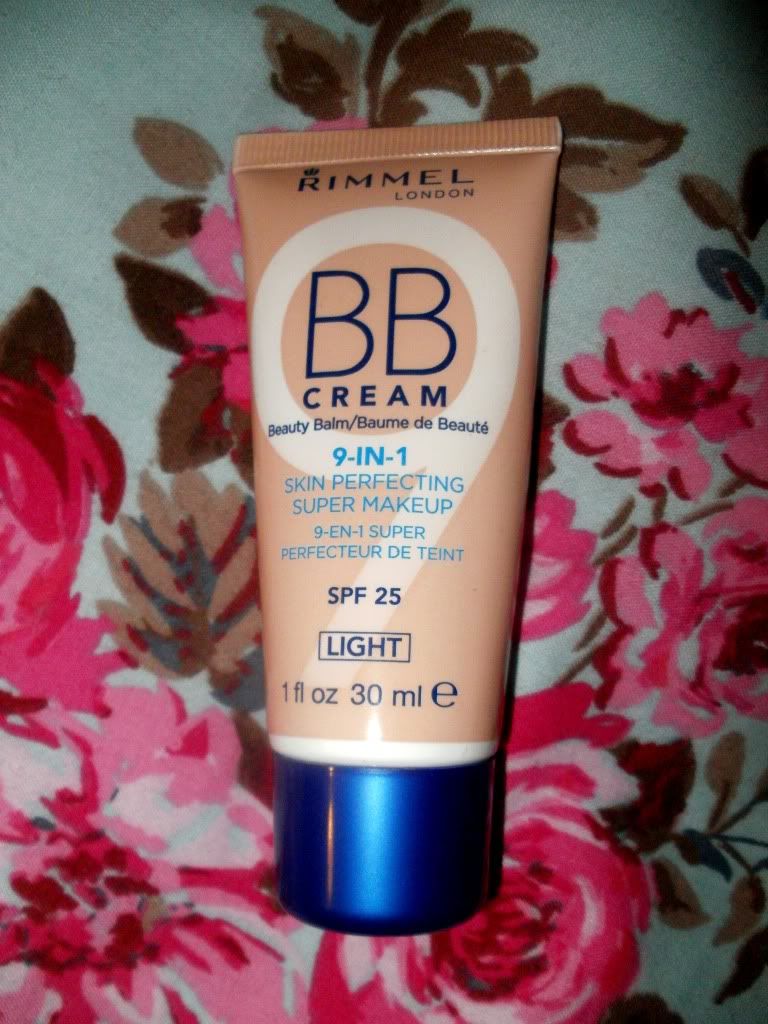 RIMMEL
LONDON
BB
CREAM
Beauty Balm/Baume de Beauté
9-IN-1
SKIN PERFECTING
SUPER MAKEUP
9-EN-1 SUPER
PERFECTEUR DE TEINT
SPF 25
LIGHT
1 fl oz 30 ml e